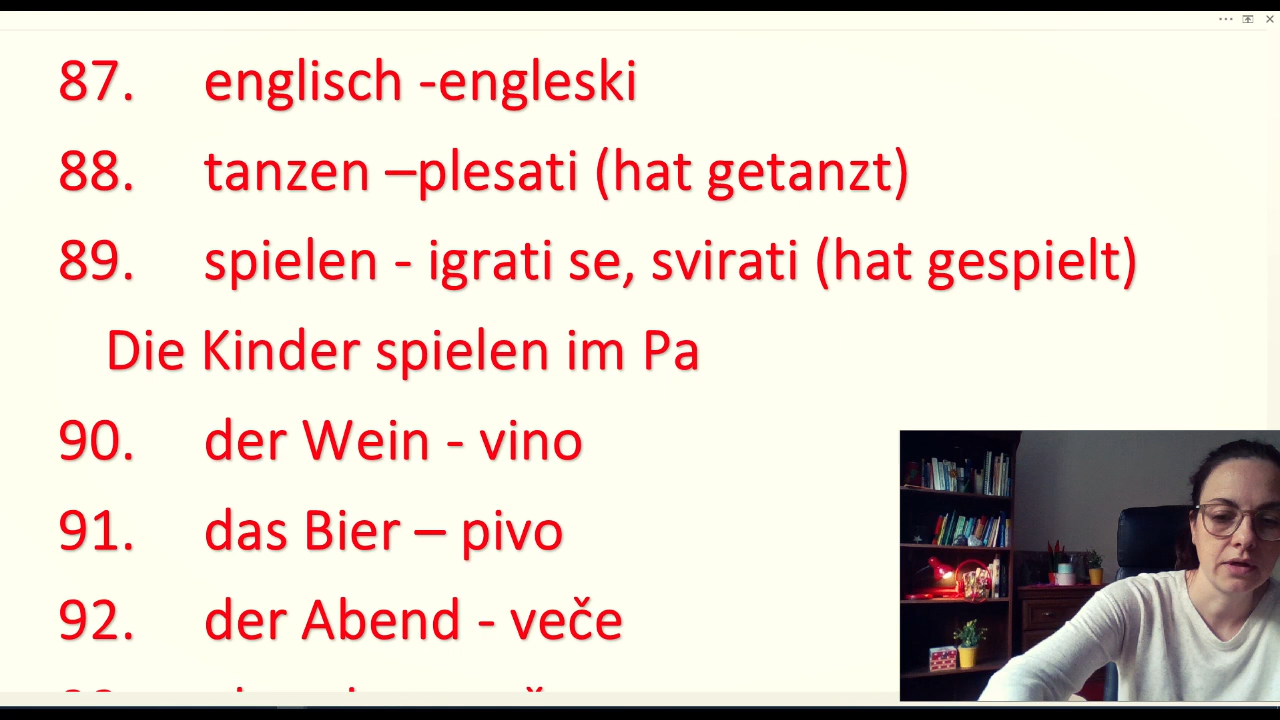 87. englisch -engleski
88. tanzen –plesati (hat getanzt)
89. spielen - igrati se, svirati (hat gespielt)
Die Kinder spielen im Pa
90. der Wein - vino
91. das Bier – pivo
92. der Abend - veče